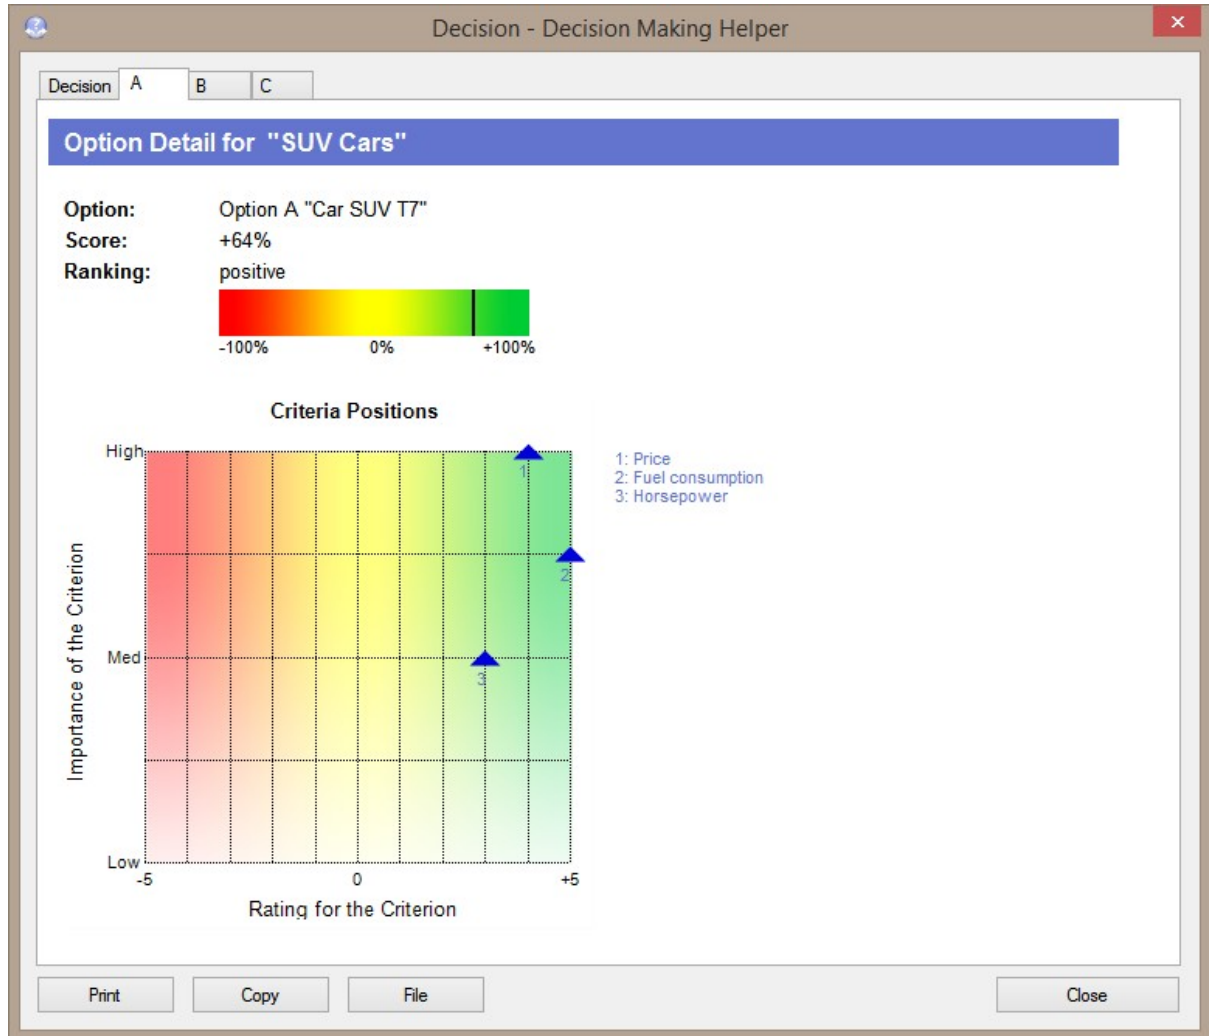 Decision - Decision Making Helper
Decision A B C
Option Detail for "SUV Cars"
Option: Option A "Car SUV T7"
Score: +64%
Ranking: positive
-100% 0% +100%
Criteria Positions
High
1
1: Price
2: Fuel consumption
3: Horsepower
2
Importance of the Criterion
Med
3
Low
-5 0 +5
Rating for the Criterion
Print Copy File Close